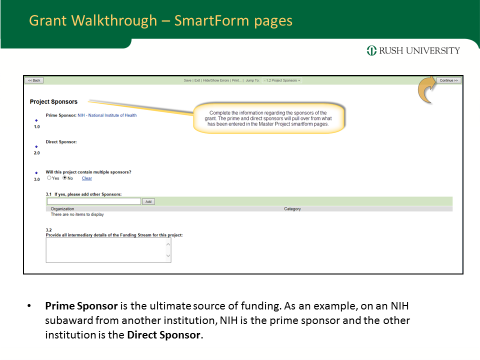 Grant Walkthrough – SmartForm pages
RUSH UNIVERSITY
<< Back
Save | Exit | Hide/Show Errors | Print... | Jump To: - 1.2 Project Sponsors -
Continue >>
Project Sponsors
Prime Sponsor: NIH - National Institute of Health
1.0
Complete the information regarding the sponsors of the
grant. The prime and direct sponsors will pull over from what
has been entered in the Master Project smartform pages.
Direct Sponsor:
2.0
Will this project contain multiple sponsors?
3.0
Yes No Clear
3.1 If yes, please add other Sponsors:
Add
Organization Category
There are no items to display
3.2
Provide all intermediary details of the Funding Stream for this project:
• Prime Sponsor is the ultimate source of funding. As an example, on an NIH
subaward from another institution, NIH is the prime sponsor and the other
institution is the Direct Sponsor.